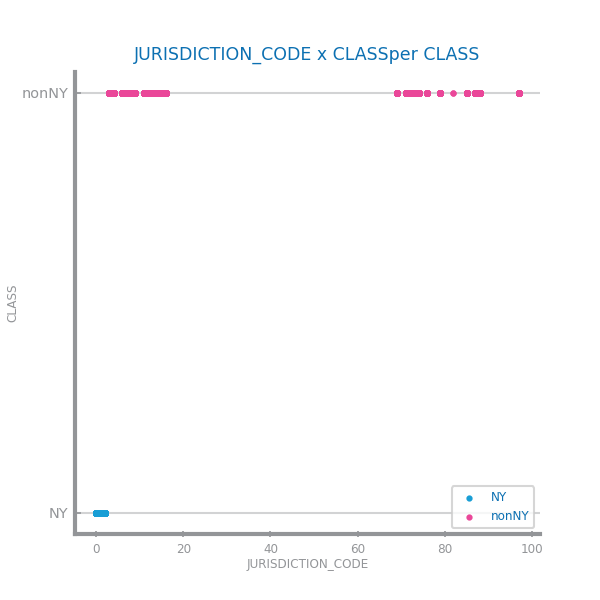 JURISDICTION_CODE x CLASSper CLASS
nonNY
CLASS
NY
NY
nonNY
0 20 40 60 80 100
JURISDICTION_CODE